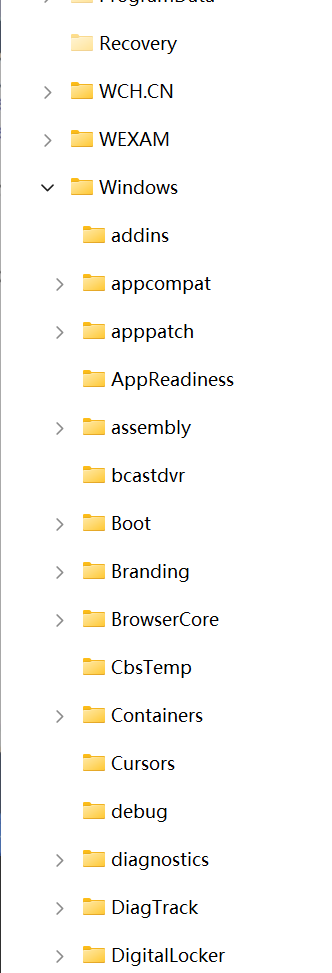 ProgramData
Recovery
WCH.CN
WEXAM
Windows
addins
appcompat
apppatch
AppReadiness
assembly
bcastdvr
Boot
Branding
BrowserCore
CbsTemp
Containers
Cursors
debug
diagnostics
DiagTrack
DigitalLocker